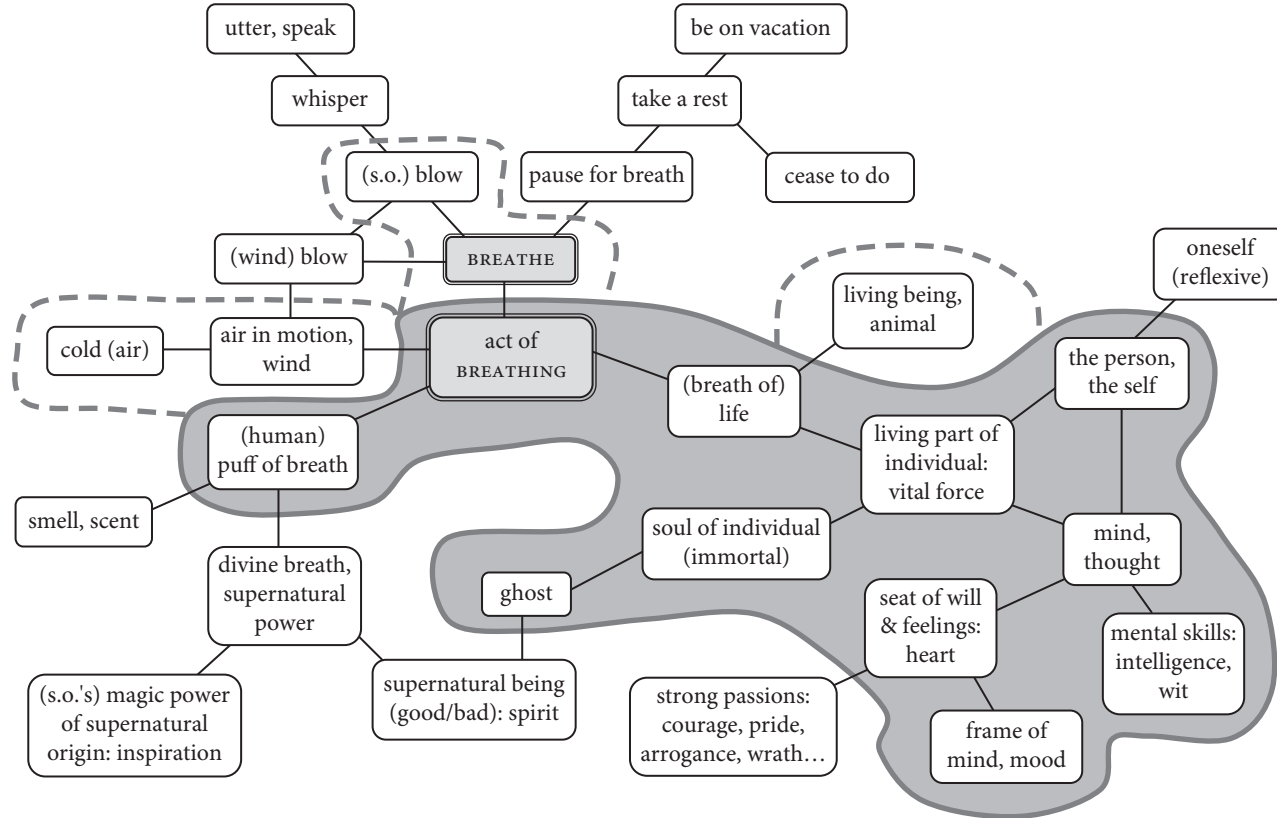 utter, speak
be on vacation
whisper
take a rest
(s.o.) blow
pause for breath
cease to do
(wind) blow
BREATHE
oneself
(reflexive)
living being,
animal
cold (air)
air in motion,
wind
act of
BREATHING
(breath of)
life
the person,
the self
(human)
puff of breath
living part of
individual:
vital force
smell, scent
soul of individual
(immortal)
mind,
thought
divine breath,
supernatural
power
ghost
seat of will
& feelings:
heart
mental skills:
intelligence,
wit
(s.o.'s) magic power
of supernatural
origin: inspiration
supernatural being
(good/bad): spirit
strong passions:
courage, pride,
arrogance, wrath…
frame of
mind, mood